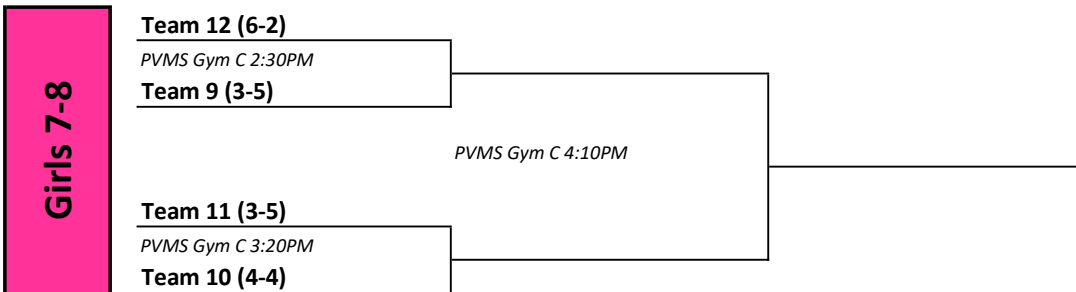 Girls 7-8
Team 12 (6-2)
PVMS Gym C 2:30PM
Team 9 (3-5)
PVMS Gym C 4:10PM
Team 11 (3-5)
PVMS Gym C 3:20PM
Team 10 (4-4)